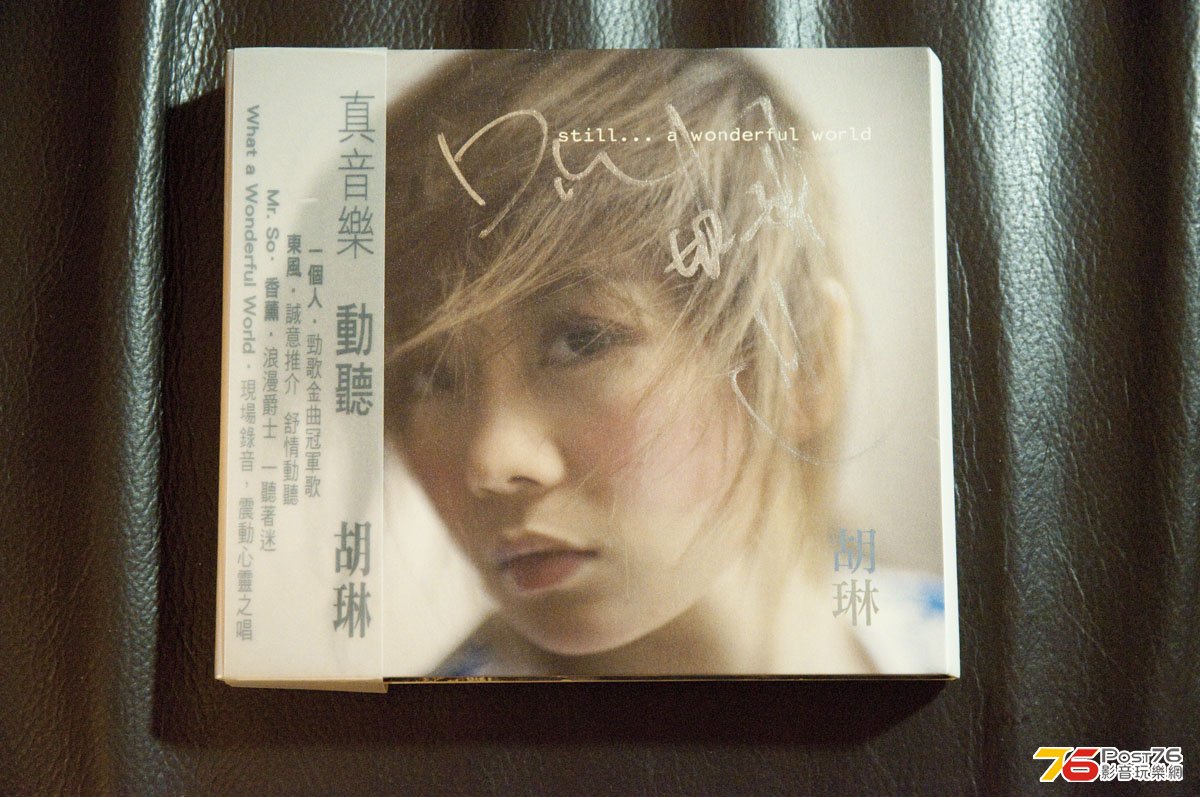 真音樂 動聽 胡琳
一個人．勁歌金曲冠軍歌
東風．誠意推介 舒情動聽
Mr. So．香薰．浪漫爵士 一聽著迷
What a Wonderful World．現場錄音，震動心靈之唱
still... a wonderful world
胡琳
胡琳
76 POST76
影音玩樂網